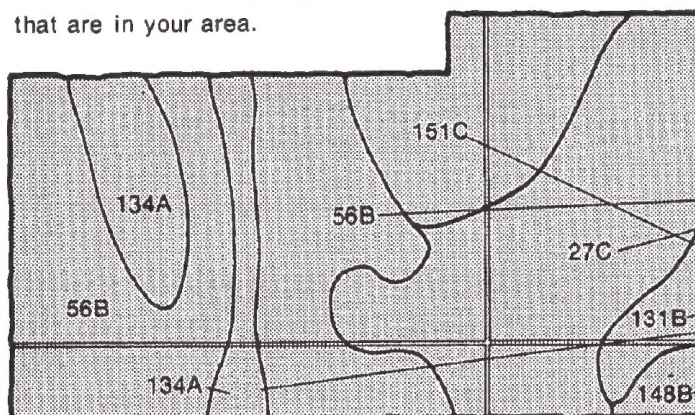 that are in your area.
151C
134A
56B
27C
56B
131B
134A
148B